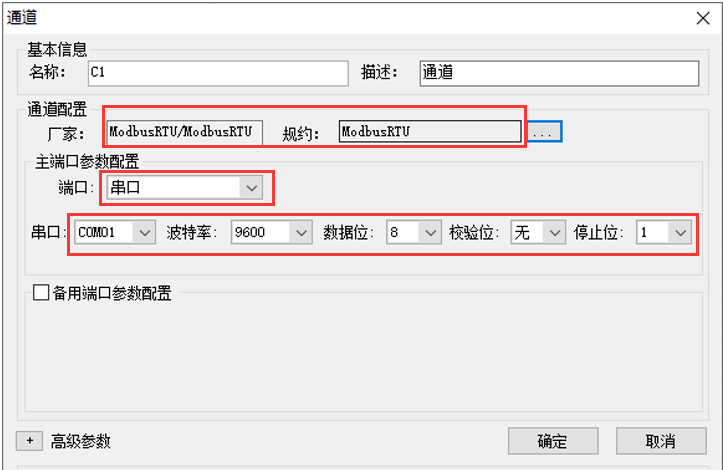 通道
基本信息
名称： C1 描述： 通道
通道配置
厂家： ModbusRTU/ModbusRTU 规约： ModbusRTU ...
主端口参数配置
端口： 串口
串口： COM01 波特率： 9600 数据位： 8 校验位： 无 停止位： 1
备用端口参数配置
+ 高级参数 确定 取消